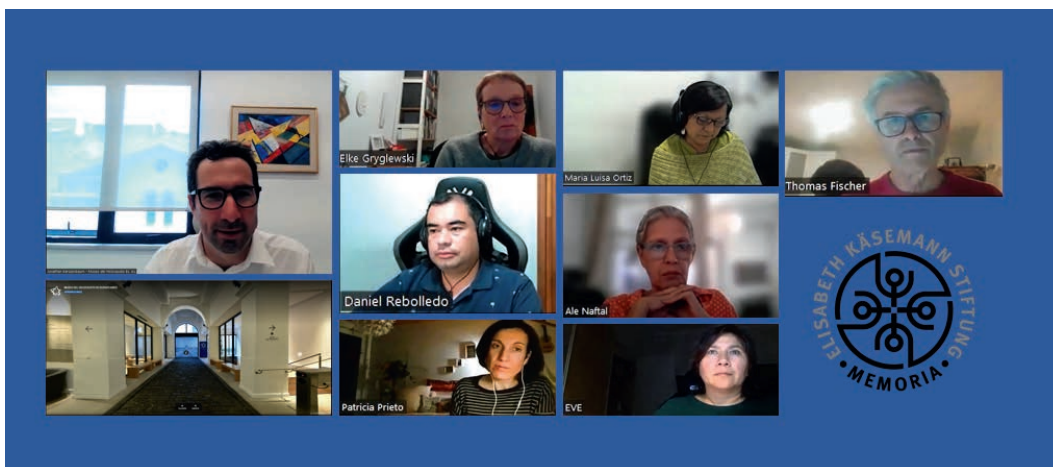 Elke Gryglewski
Maria Luisa Ortiz
Thomas Fischer
Daniel Rebolledo
Ale Naftal
Patricia Prieto
EVE
ELISABETH KÄSEMANN STIFTUNG
• MEMORIA •